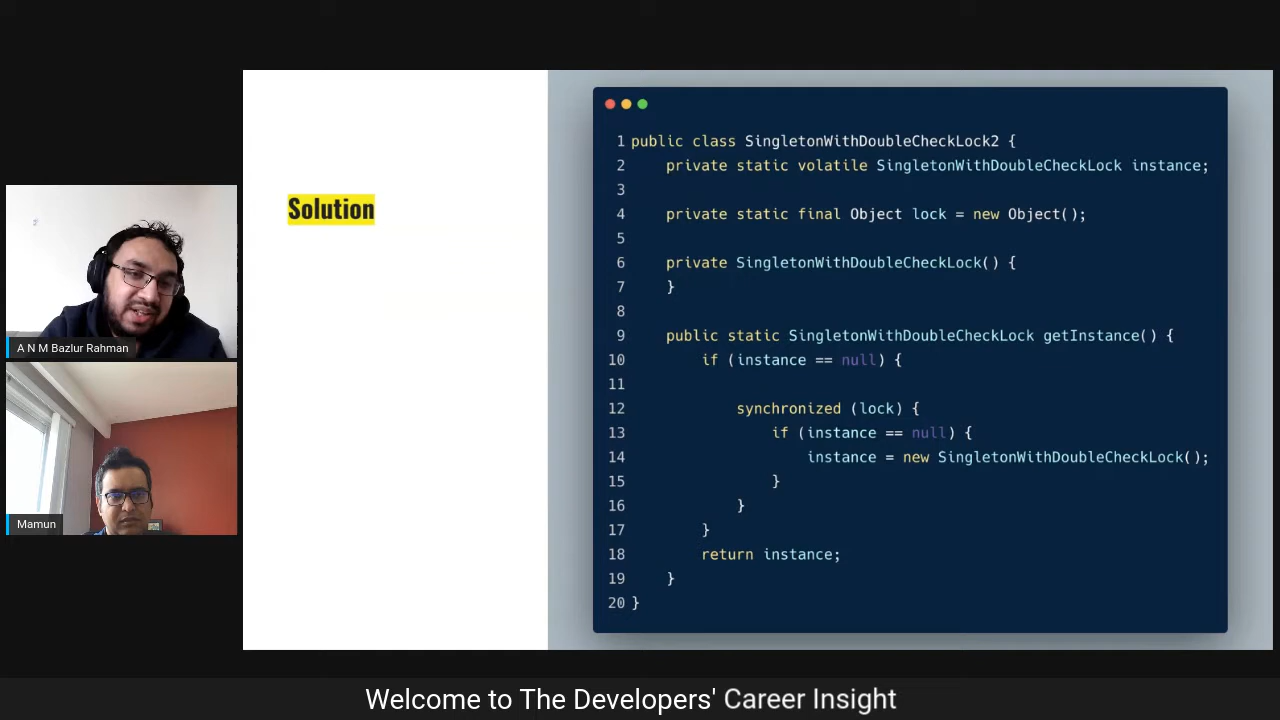 Solution
1 public class SingletonWithDoubleCheckLock2 {
2     private static volatile SingletonWithDoubleCheckLock instance;
3
4     private static final Object lock = new Object();
5
6     private SingletonWithDoubleCheckLock() {
7     }
8
9     public static SingletonWithDoubleCheckLock getInstance() {
10         if (instance == null) {
11
12             synchronized (lock) {
13                 if (instance == null) {
14                     instance = new SingletonWithDoubleCheckLock();
15                 }
16             }
17         }
18         return instance;
19     }
20 }
A N M Bazlur Rahman
Mamun
Welcome to The Developers' Career Insight